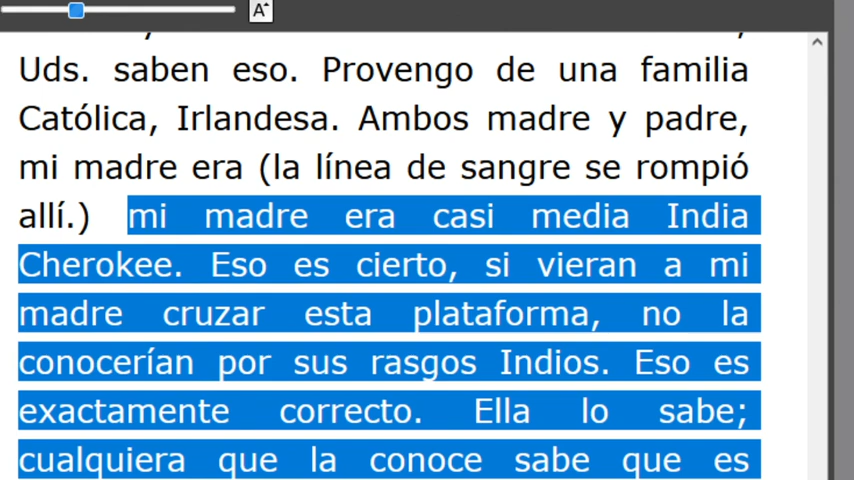 A
Uds. saben eso. Provengo de una familia
Católica, Irlandesa. Ambos madre y padre,
mi madre era (la línea de sangre se rompió
allí.) mi madre era casi media India
Cherokee. Eso es cierto, si vieran a mi
madre cruzar esta plataforma, no la
conocerían por sus rasgos Indios. Eso es
exactamente correcto. Ella lo sabe;
cualquiera que la conoce sabe que es